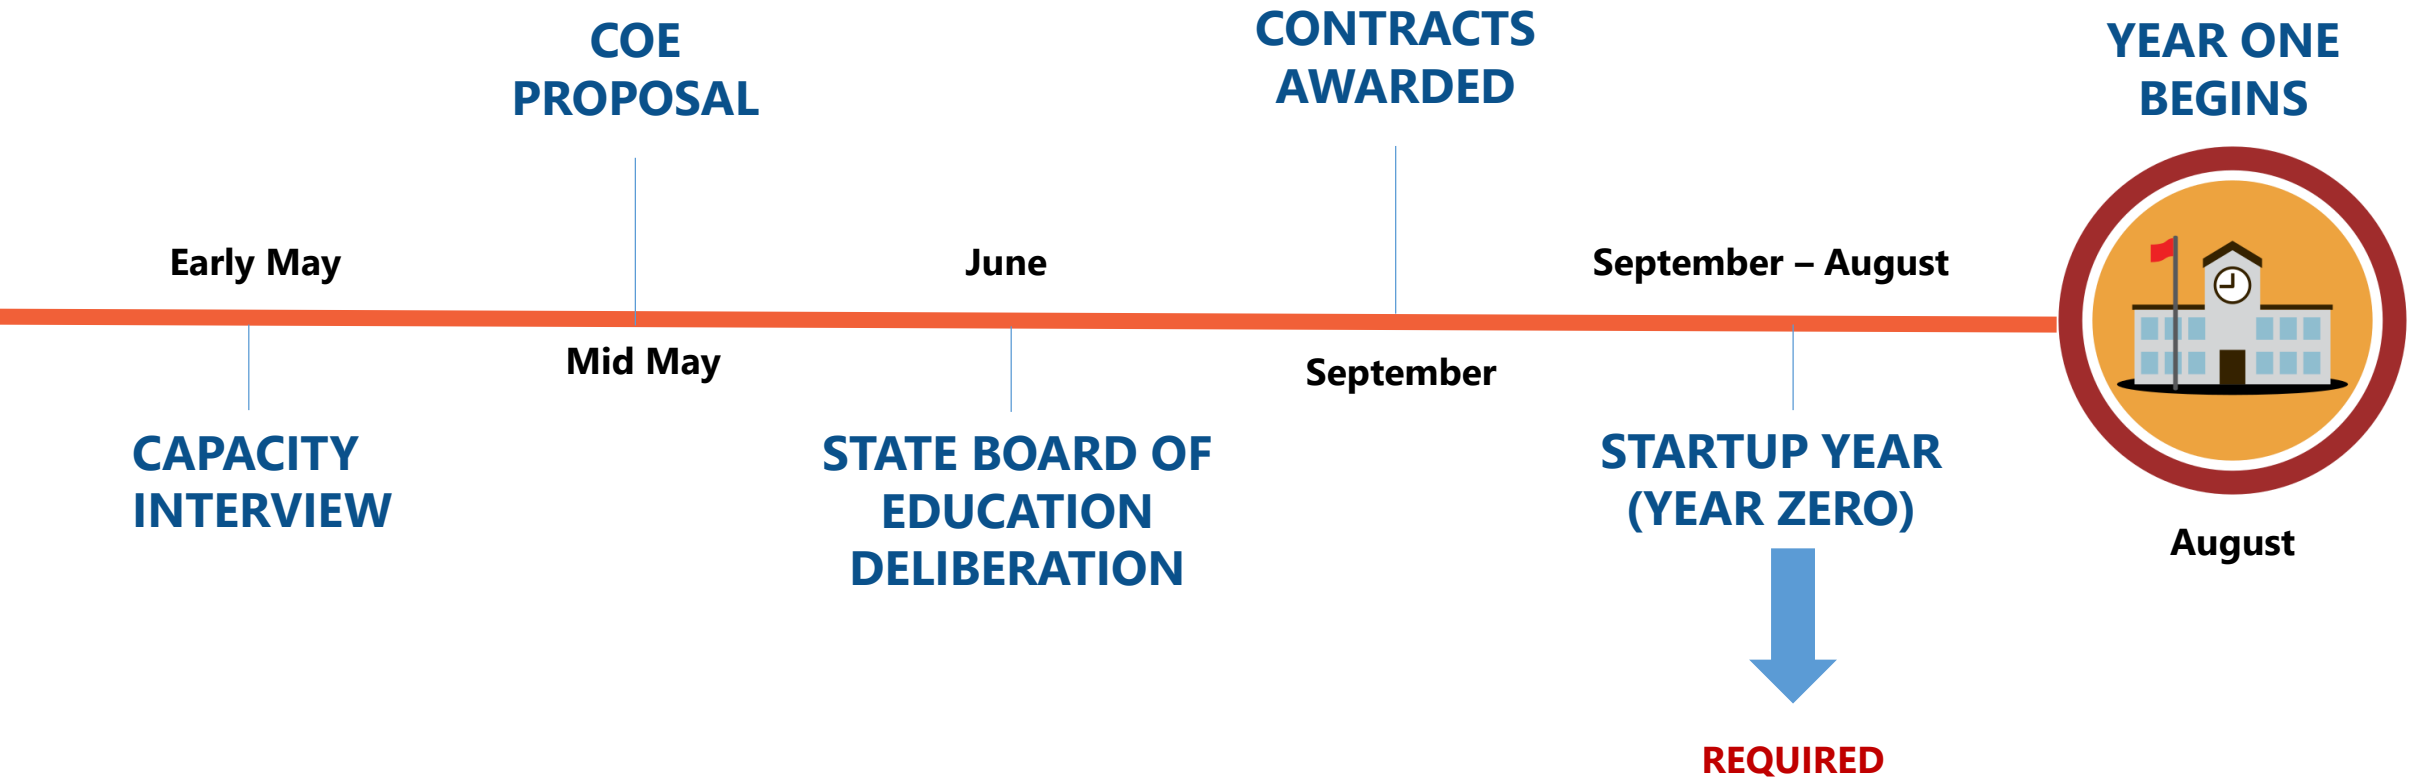 COE
PROPOSAL
CONTRACTS
AWARDED
YEAR ONE
BEGINS
Early May
June
September – August
Mid May
September
CAPACITY
INTERVIEW
STATE BOARD OF
EDUCATION
DELIBERATION
STARTUP YEAR
(YEAR ZERO)
August
REQUIRED